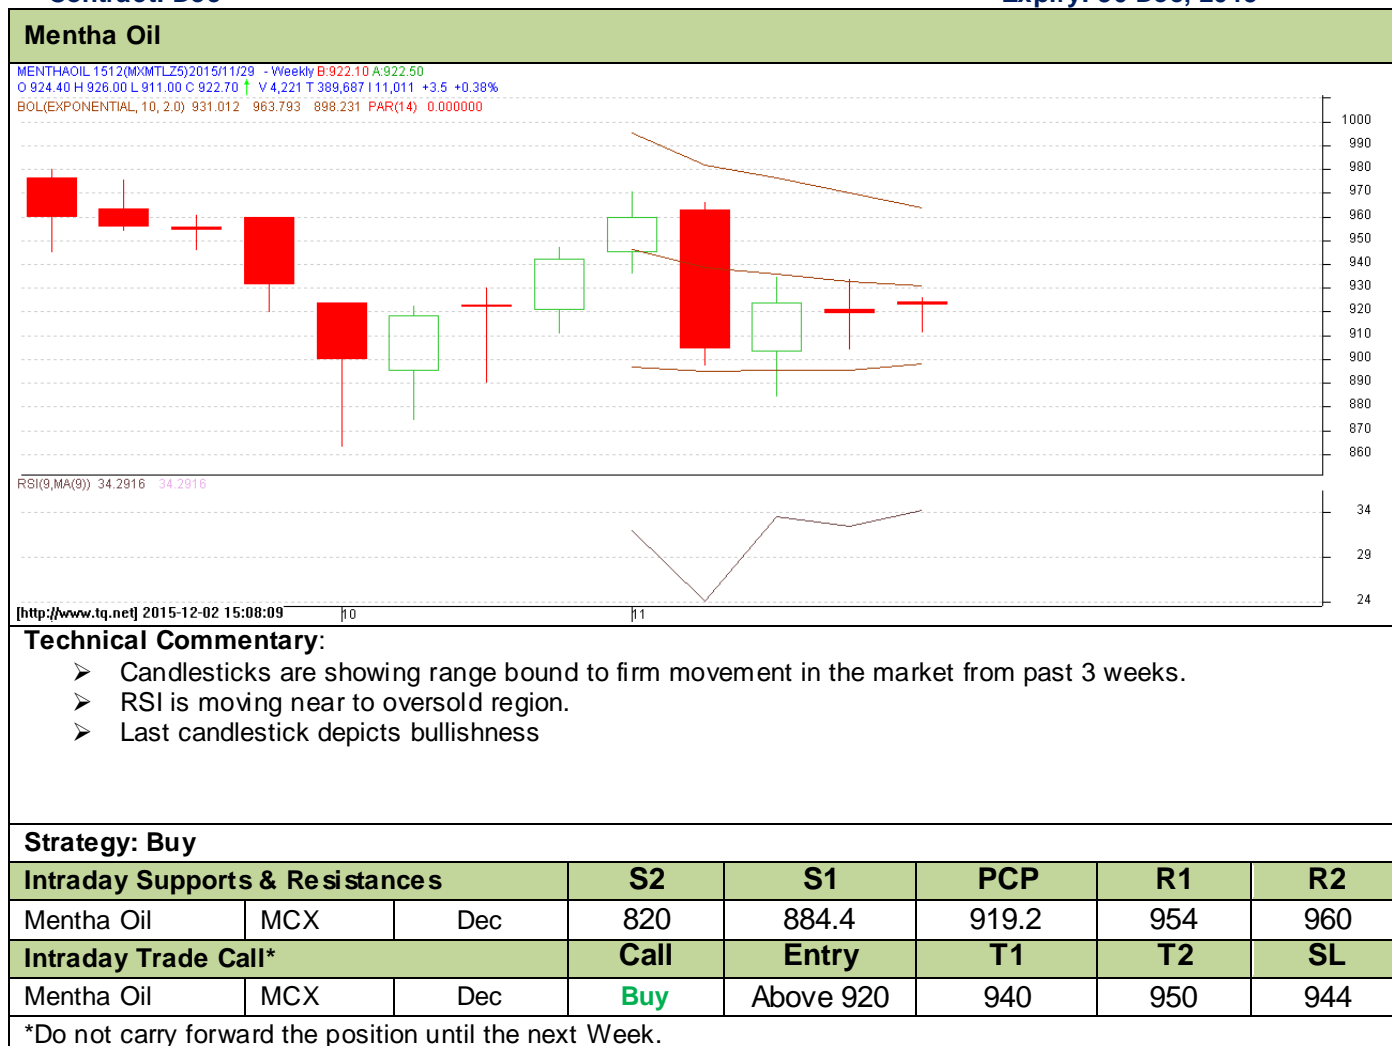 Mentha Oil
MENTHAOIL 1512(MXMTLZ5)2015/11/29 - Weekly B:922.10 A:922.50
O 924.40 H 926.00 L 911.00 C 922.70 ↑ V 4,221 T 389,687 I 11,011 +3.5 +0.38%
BOL(EXPONENTIAL, 10, 2.0) 931.012 963.793 898.231 PAR(14) 0.000000
1000
990
980
970
960
950
940
930
920
910
900
890
880
870
860
RSI(9,MA(9)) 34.2916 34.2916
34
29
24
[http://www.tq.net] 2015-12-02 15:08:09 10 11
Technical Commentary:
➢ Candlesticks are showing range bound to firm movement in the market from past 3 weeks.
➢ RSI is moving near to oversold region.
➢ Last candlestick depicts bullishness
Strategy: Buy
Intraday Supports & Resistances S2 S1 PCP R1 R2
Mentha Oil MCX Dec 820 884.4 919.2 954 960
Intraday Trade Call* Call Entry T1 T2 SL
Mentha Oil MCX Dec Buy Above 920 940 950 944
*Do not carry forward the position until the next Week.